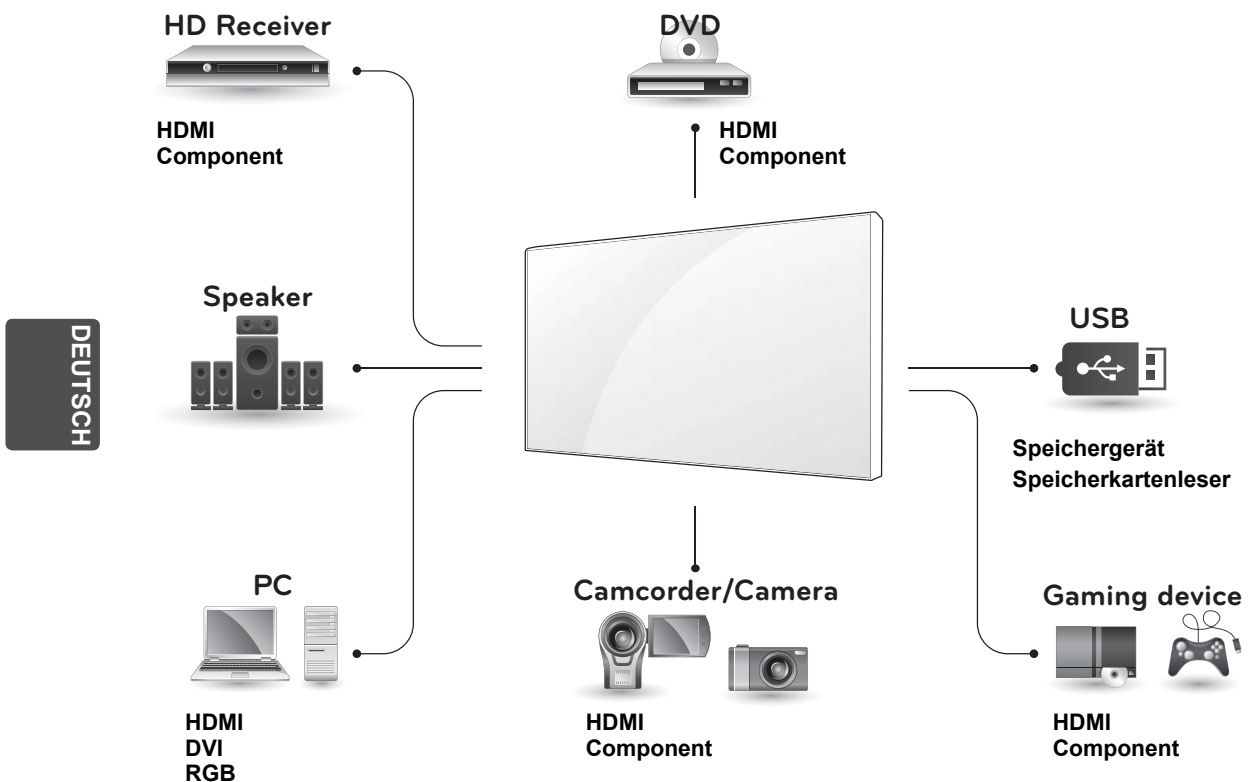 HD Receiver
HDMI
Component
DVD
HDMI
Component
Speaker
DEUTSCH
USB
Speichergerät
Speicherkartenleser
PC
HDMI
DVI
RGB
Camcorder/Camera
HDMI
Component
Gaming device
HDMI
Component